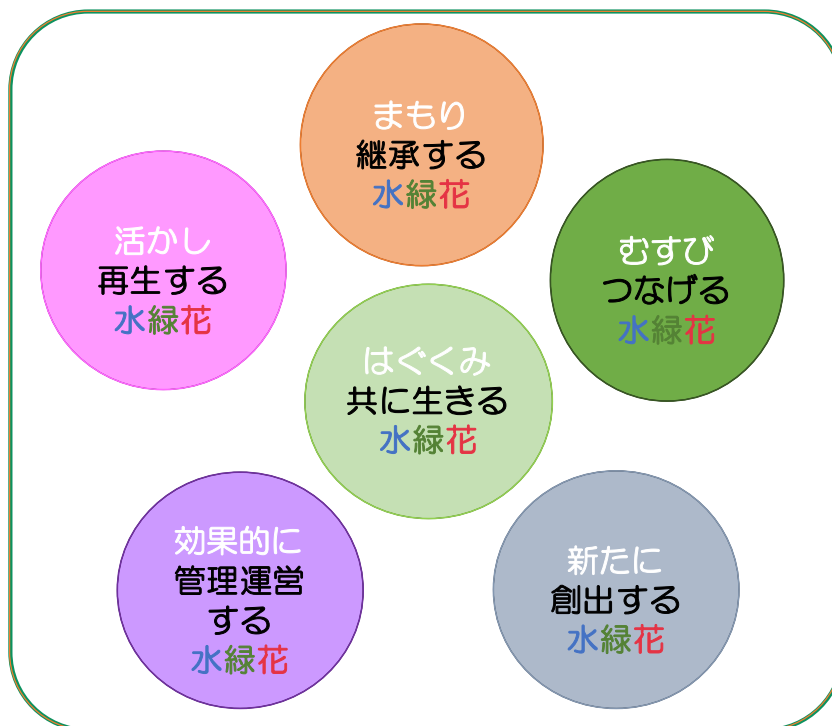 まもり
継承する
水緑花
活かし
再生する
水緑花
むすび
つなげる
水緑花
はぐくみ
共に生きる
水緑花
効果的に
管理運営
する
水緑花
新たに
創出する
水緑花